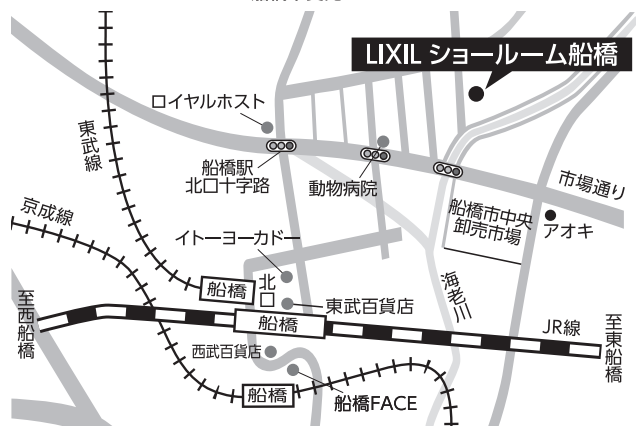 LIXIL ショールーム船橋
ロイヤルホスト
東武線
船橋駅
北口十字路
動物病院
市場通り
京成線
船橋市中央
卸売市場
アオキ
イトーヨーカドー
海老川
船橋
北口
東武百貨店
至西船橋
船橋
JR線
至東船橋
西武百貨店
船橋
船橋FACE